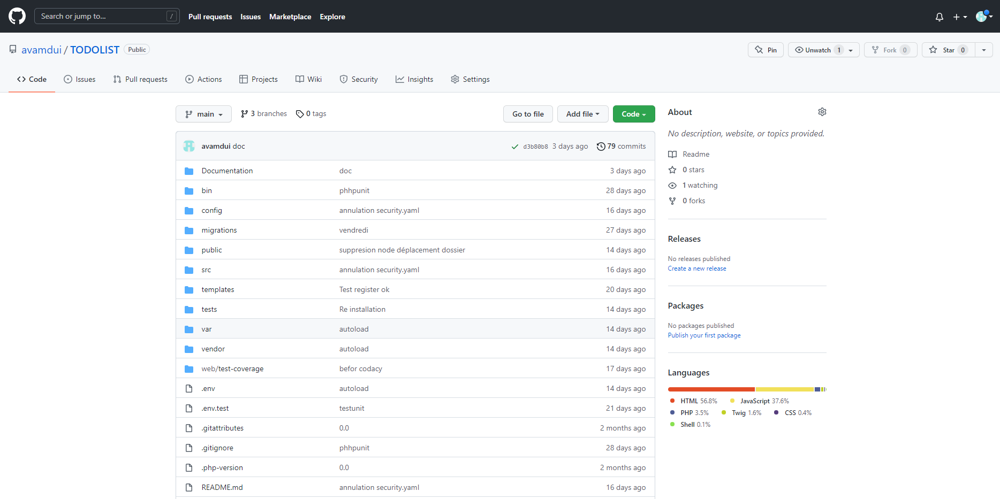 Search or jump to... /
Pull requests Issues Marketplace Explore
avamdui / TODOLIST Public
Pin Unwatch 1 Fork 0 Star 0
Code Issues Pull requests Actions Projects Wiki Security Insights Settings
main 3 branches 0 tags Go to file Add file Code
avamdui doc d3b80b8 3 days ago 79 commits
Documentation doc 3 days ago
bin phhpunit 28 days ago
config annulation security.yaml 16 days ago
migrations vendredi 27 days ago
public suppresion node déplacement dossier 14 days ago
src annulation security.yaml 16 days ago
templates Test register ok 20 days ago
tests Re installation 14 days ago
var autoload 14 days ago
vendor autoload 14 days ago
web/test-coverage befor codacy 17 days ago
.env autoload 14 days ago
.env.test testunit 21 days ago
.gitattributes 0.0 2 months ago
.gitignore phhpunit 28 days ago
.php-version 0.0 2 months ago
README.md annulation security.yaml 16 days ago
About
No description, website, or topics provided.
Readme
0 stars
1 watching
0 forks
Releases
No releases published
Create a new release
Packages
No packages published
Publish your first package
Languages
HTML 56.8% JavaScript 37.6%
PHP 3.5% Twig 1.6% CSS 0.4%
Shell 0.1%